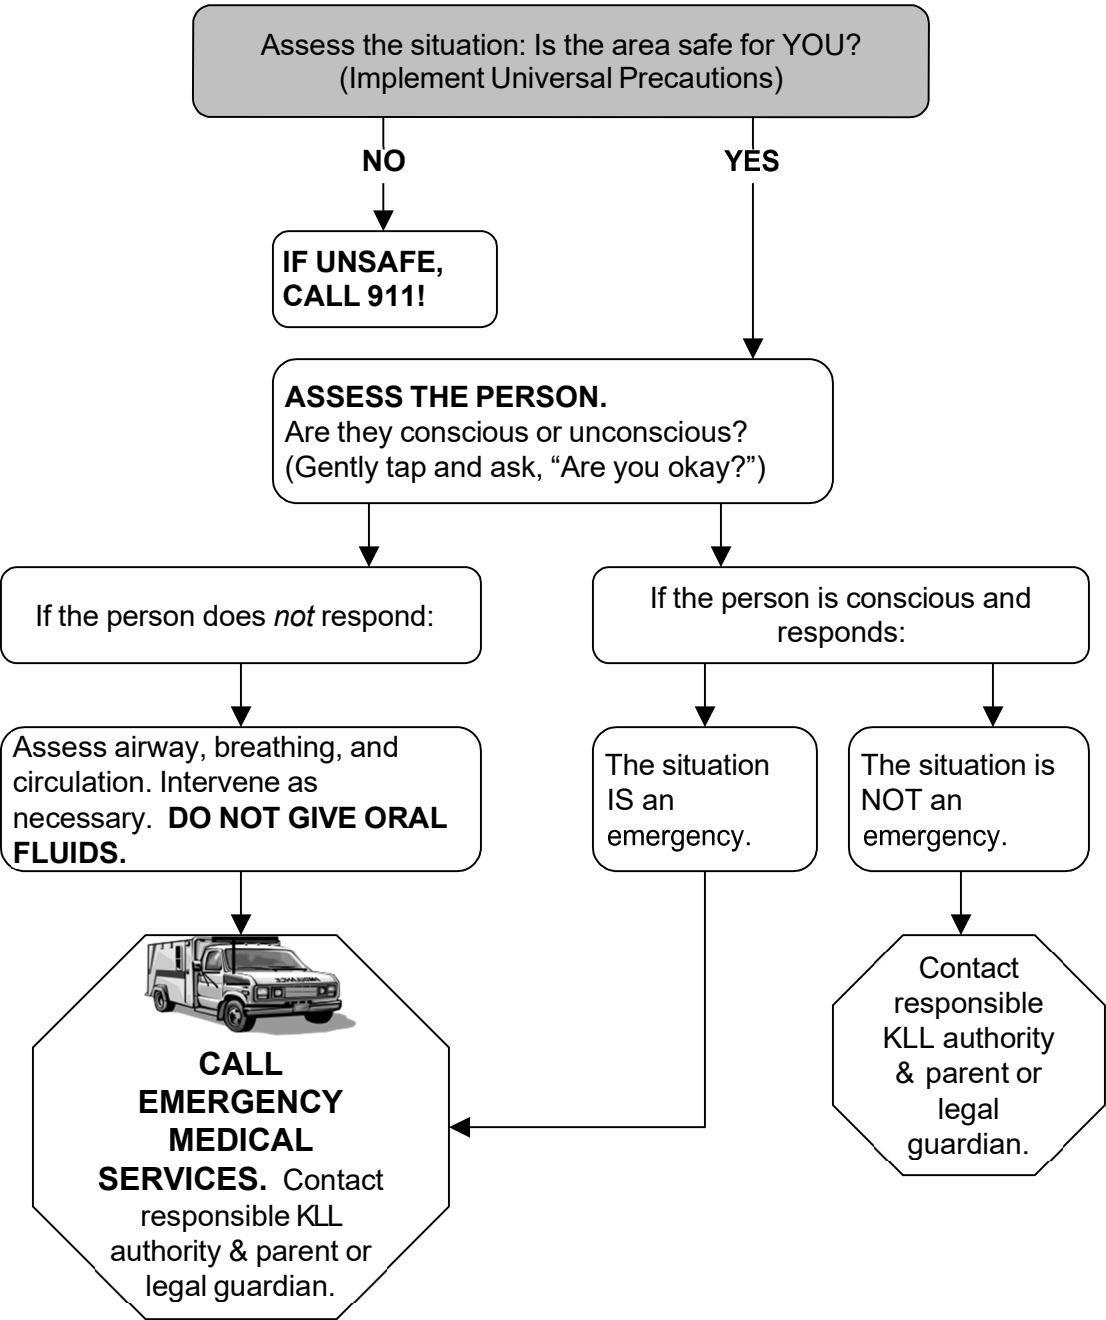 Assess the situation: Is the area safe for YOU?
(Implement Universal Precautions)
NO
YES
IF UNSAFE,
CALL 911!
ASSESS THE PERSON.
Are they conscious or unconscious?
(Gently tap and ask, “Are you okay?”)
If the person does not respond:
If the person is conscious and
responds:
Assess airway, breathing, and
circulation. Intervene as
necessary. DO NOT GIVE ORAL
FLUIDS.
The situation
IS an
emergency.
The situation is
NOT an
emergency.
CALL
EMERGENCY
MEDICAL
SERVICES. Contact
responsible KLL
authority & parent or
legal guardian.
Contact
responsible
KLL authority
& parent or
legal
guardian.